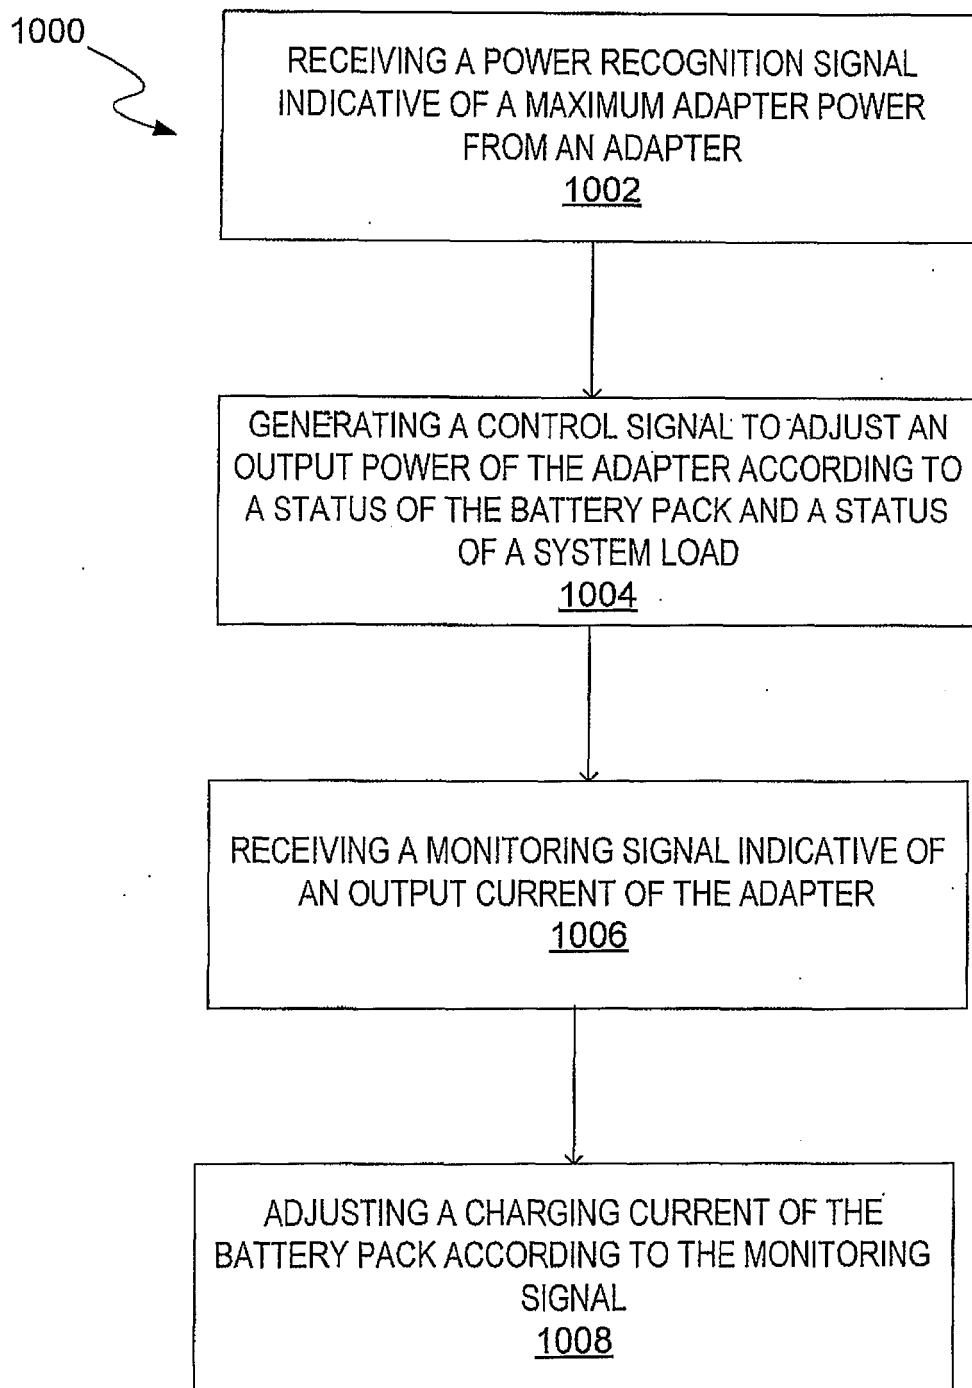 1000
RECEIVING A POWER RECOGNITION SIGNAL
INDICATIVE OF A MAXIMUM ADAPTER POWER
FROM AN ADAPTER
1002
GENERATING A CONTROL SIGNAL TO ADJUST AN
OUTPUT POWER OF THE ADAPTER ACCORDING TO
A STATUS OF THE BATTERY PACK AND A STATUS
OF A SYSTEM LOAD
1004
RECEIVING A MONITORING SIGNAL INDICATIVE OF
AN OUTPUT CURRENT OF THE ADAPTER
1006
ADJUSTING A CHARGING CURRENT OF THE
BATTERY PACK ACCORDING TO THE MONITORING
SIGNAL
1008